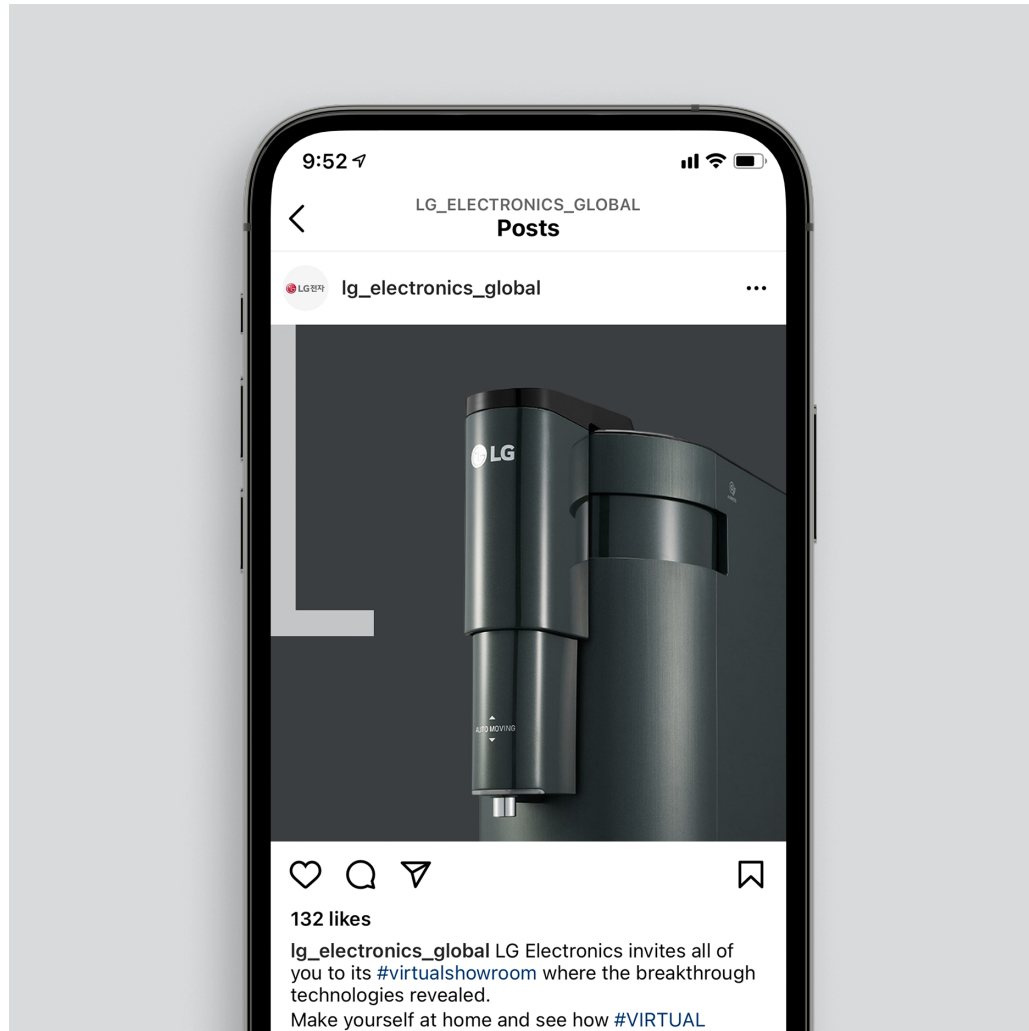 9:52
LG_ELECTRONICS_GLOBAL
Posts
LG전자 lg_electronics_global
LG
AUTO MOVING
132 likes
lg_electronics_global LG Electronics invites all of
you to its #virtualshowroom where the breakthrough
technologies revealed.
Make yourself at home and see how #VIRTUAL